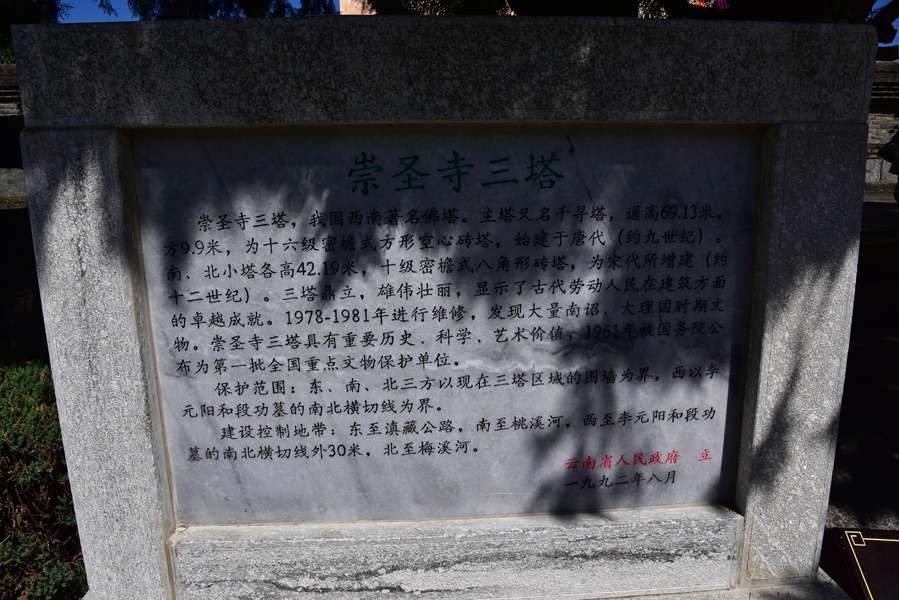 崇圣寺三塔
崇圣寺三塔，我国西南著名佛塔。主塔又名千寻塔，通高69.13米，
方9.9米，为十六级密檐式方形空心砖塔，始建于唐代（约九世纪）。
南、北小塔各高42.19米，十级密檐式八角形砖塔，为宋代所增建（约
十二世纪）。三塔鼎立，雄伟壮丽，显示了古代劳动人民在建筑方面
的卓越成就。1978-1981年进行维修，发现大量南诏、大理国时期文
物。崇圣寺三塔具有重要历史、科学、艺术价值，1961年被国务院公
布为第一批全国重点文物保护单位。
保护范围：东、南、北三方以现在三塔区域的围墙为界，西以李
元阳和段功墓的南北横切线为界。
建设控制地带：东至滇藏公路，南至桃溪河，西至李元阳和段功
墓的南北横切线外30米，北至梅溪河。
云南省人民政府 立
一九九二年八月